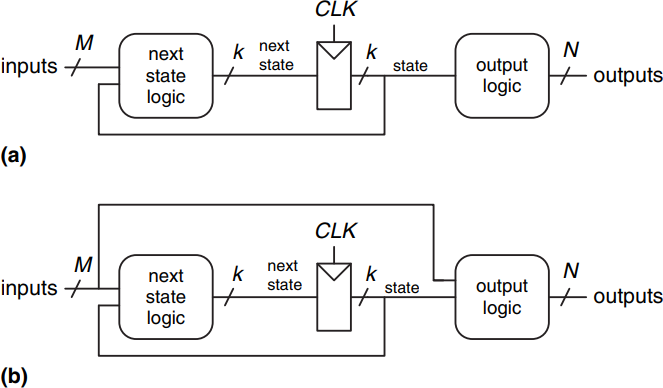 CLK
M
next
state
logic
k
next
state
k
state
output
logic
N
inputs
outputs
(a)
CLK
M
next
state
logic
k
next
state
k
state
output
logic
N
inputs
outputs
(b)